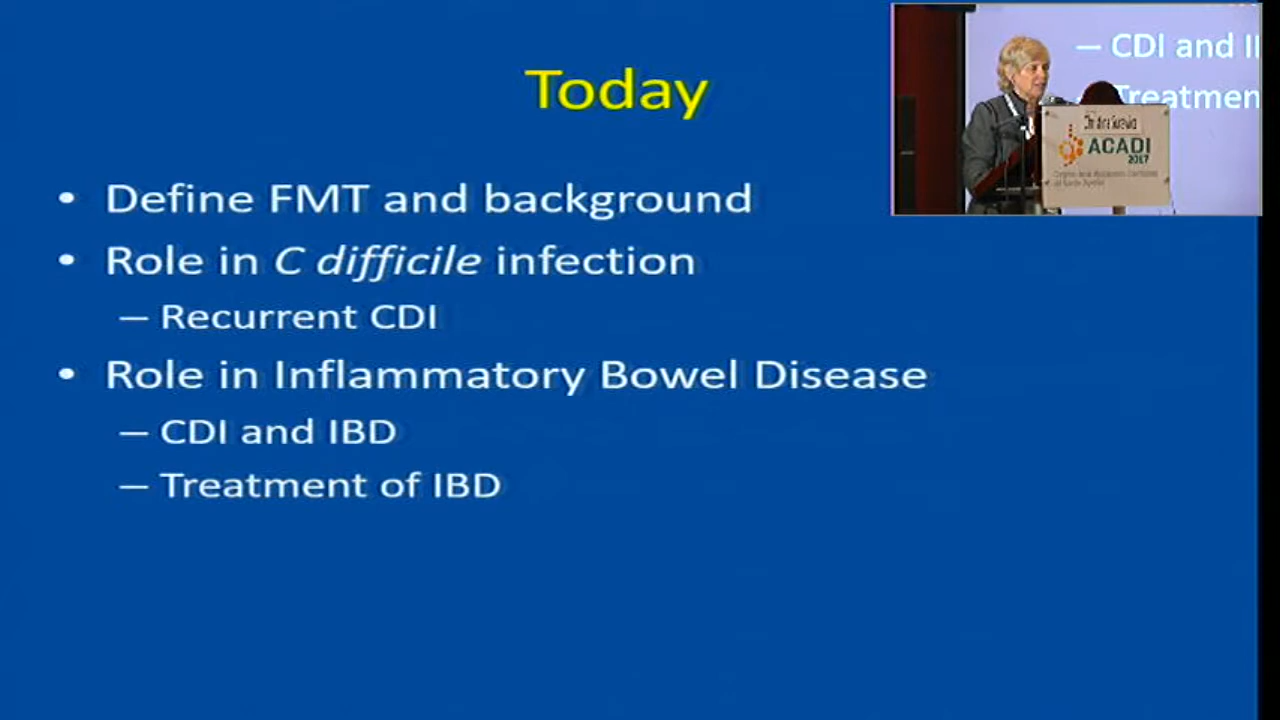 Today
• Define FMT and background
• Role in C difficile infection
– Recurrent CDI
• Role in Inflammatory Bowel Disease
– CDI and IBD
– Treatment of IBD
– CDI and I
Treatmen
ACADI
2017